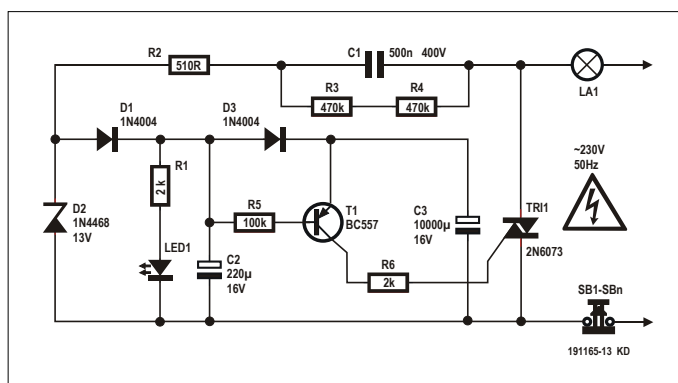 R2
510R
C1
500n 400V
R3
470k
R4
470k
LA1
D1
1N4004
D3
1N4004
R1
2 k
D2
1N4468
13V
LED1
R5
100k
T1
BC557
C2
220µ
16V
R6
2k
C3
10000µ
16V
TRI1
2N6073
~230V
50Hz
SB1-SBn
191165-13 KD